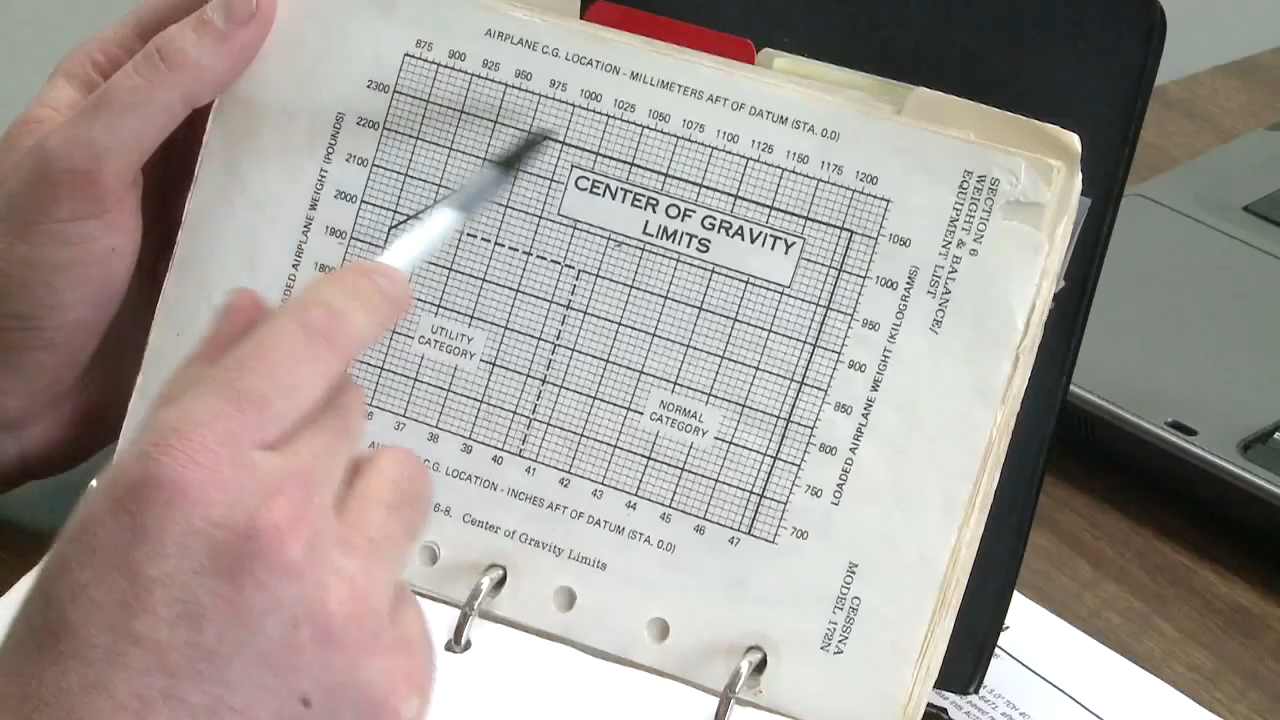 AIRPLANE C.G. LOCATION - MILLIMETERS AFT OF DATUM (STA. 0.0)
875 900 925 950 975 1000 1025 1050 1075 1100 1125 1150 1175 1200
2300
2200
2100
2000
1900
LOADED AIRPLANE WEIGHT (KILOGRAMS)
1050
1000
950
900
850
800
750
700
AIRPLANE WEIGHT (POUNDS)
CENTER OF GRAVITY
LIMITS
UTILITY
CATEGORY
NORMAL
CATEGORY
37 38 39 40 41 42 43 44 45 46 47
C.G. LOCATION - INCHES AFT OF DATUM (STA. 0.0)
6-8. Center of Gravity Limits
SECTION 6
WEIGHT & BALANCE/
EQUIPMENT LIST
CESSNA
MODEL 172N